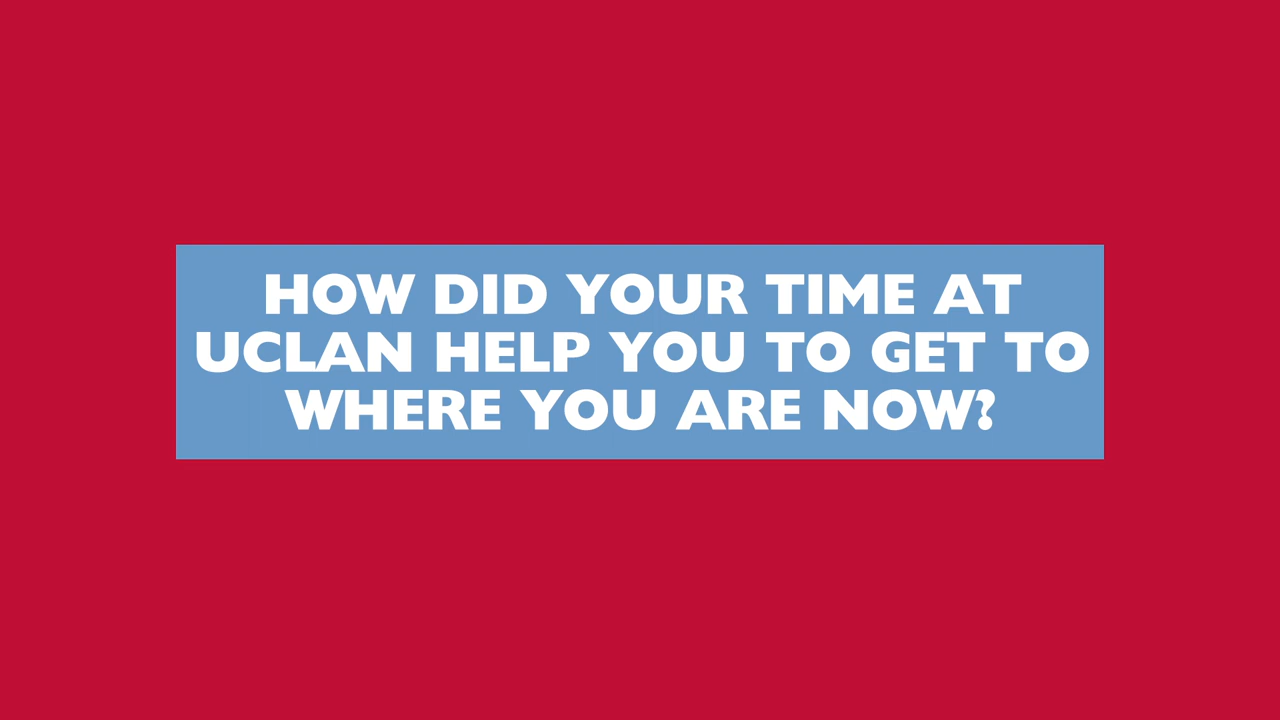 HOW DID YOUR TIME AT
UCLAN HELP YOU TO GET TO
WHERE YOU ARE NOW?